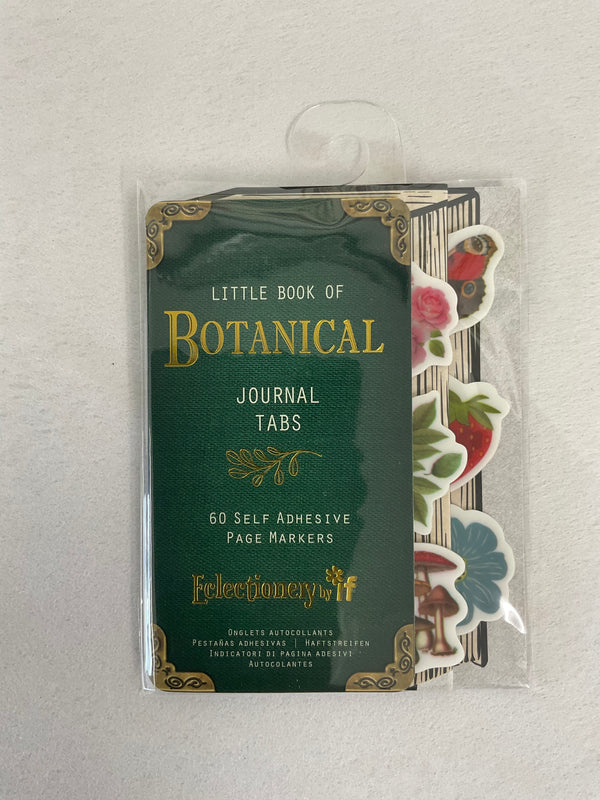 LITTLE BOOK OF
BOTANICAL
JOURNAL
TABS
60 SELF ADHESIVE
PAGE MARKERS
Eclectionery by if
ONGLETS AUTOCOLLANTS
PESTAÑAS ADHESIVAS | HAFTSTREIFEN
INDICATORI DI PAGINA ADESIVI
AUTOCOLANTES